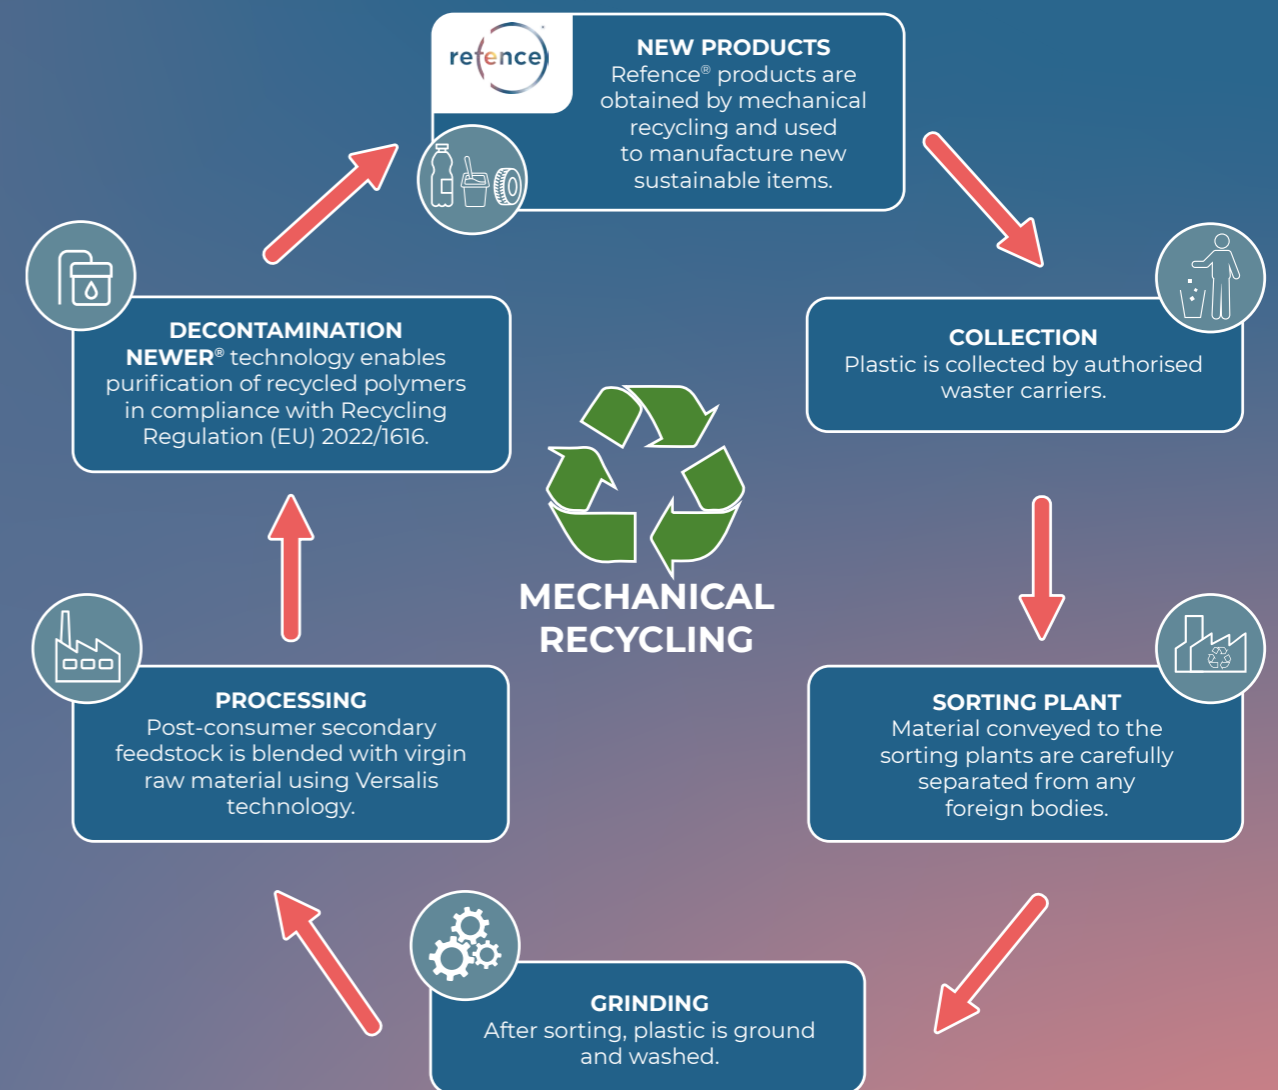 refence
NEW PRODUCTS
Refence® products are
obtained by mechanical
recycling and used
to manufacture new
sustainable items.
COLLECTION
Plastic is collected by authorised
waster carriers.
SORTING PLANT
Material conveyed to the
sorting plants are carefully
separated from any
foreign bodies.
GRINDING
After sorting, plastic is ground
and washed.
PROCESSING
Post-consumer secondary
feedstock is blended with virgin
raw material using Versalis
technology.
DECONTAMINATION
NEWER® technology enables
purification of recycled polymers
in compliance with Recycling
Regulation (EU) 2022/1616.
MECHANICAL
RECYCLING